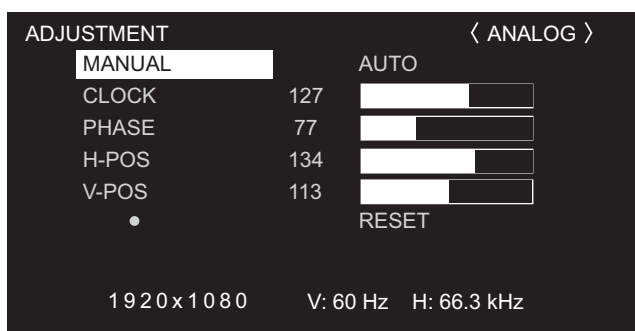 ADJUSTMENT 〈 ANALOG 〉
MANUAL AUTO
CLOCK 127
PHASE 77
H-POS 134
V-POS 113
● RESET
1920x1080 V: 60 Hz H: 66.3 kHz